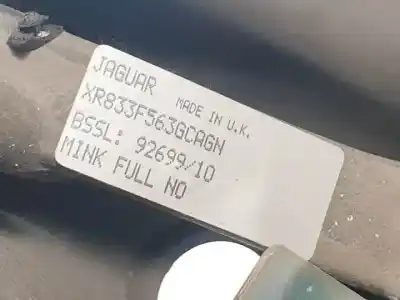 JAGUAR MADE IN U.K.
XR833F563GCAGN
BSSL: 92699/10
MINK FULL NO